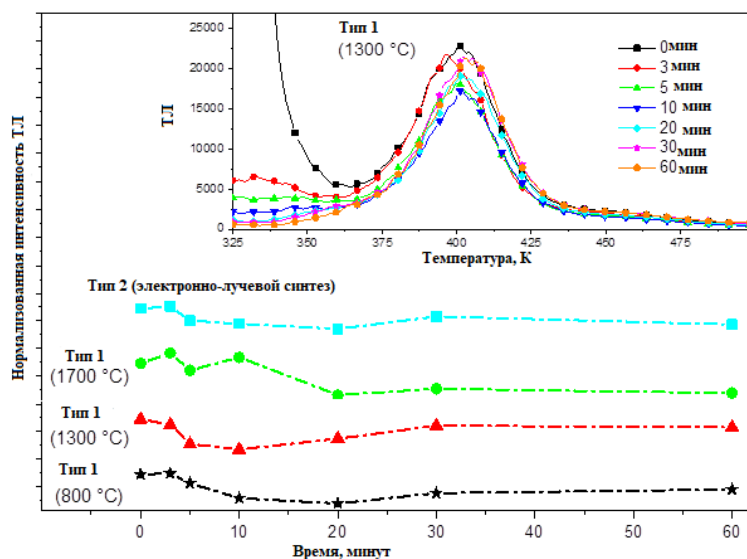 Тип 1
(1300 °C)
25000
20000
15000
10000
5000
0
ТЛ
0мин
3 мин
5 мин
10 мин
20 мин
30мин
60мин
325
350
375
400
425
450
475
Температура, К
Нормализованная интенсивность ТЛ
Тип 2 (электронно-лучевой синтез)
Тип 1
(1700 °C)
Тип 1
(1300 °C)
Тип 1
(800 °C)
0
10
20
30
40
50
60
Время, минут